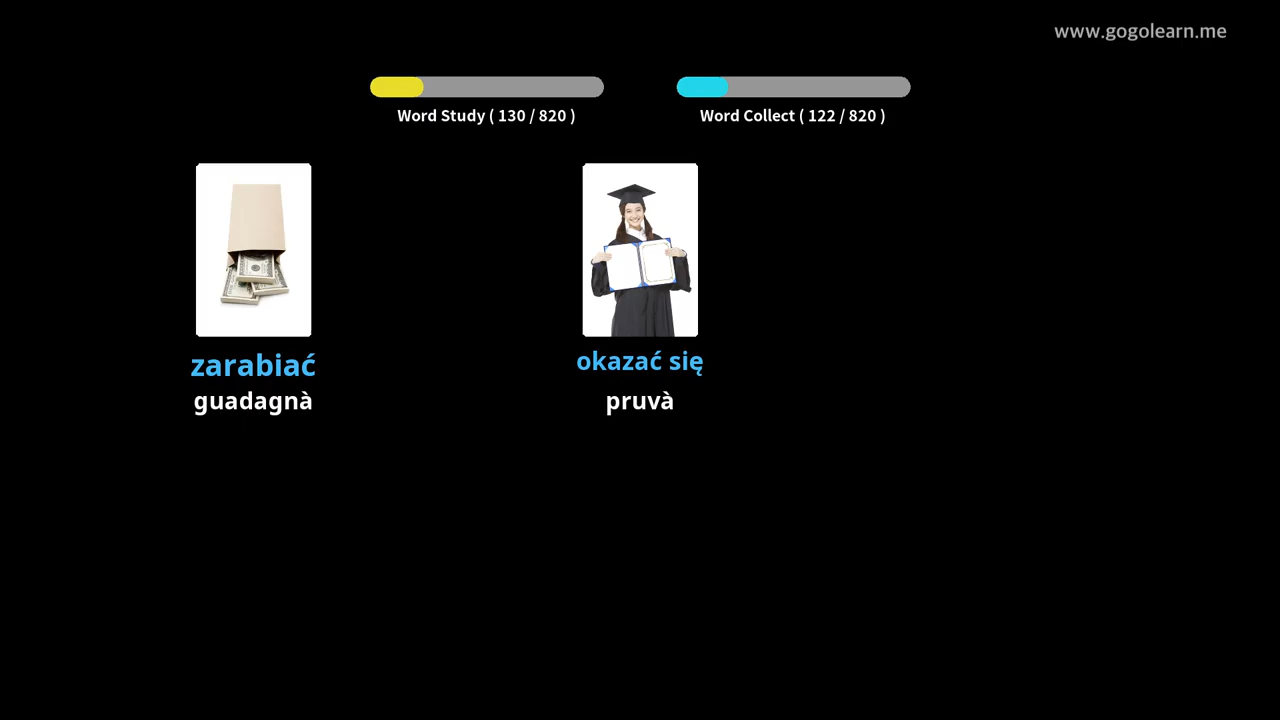 www.gogolearn.me
Word Study ( 130 / 820 )
Word Collect ( 122 / 820 )
zarabiać
guadagnà
okazać się
pruvà